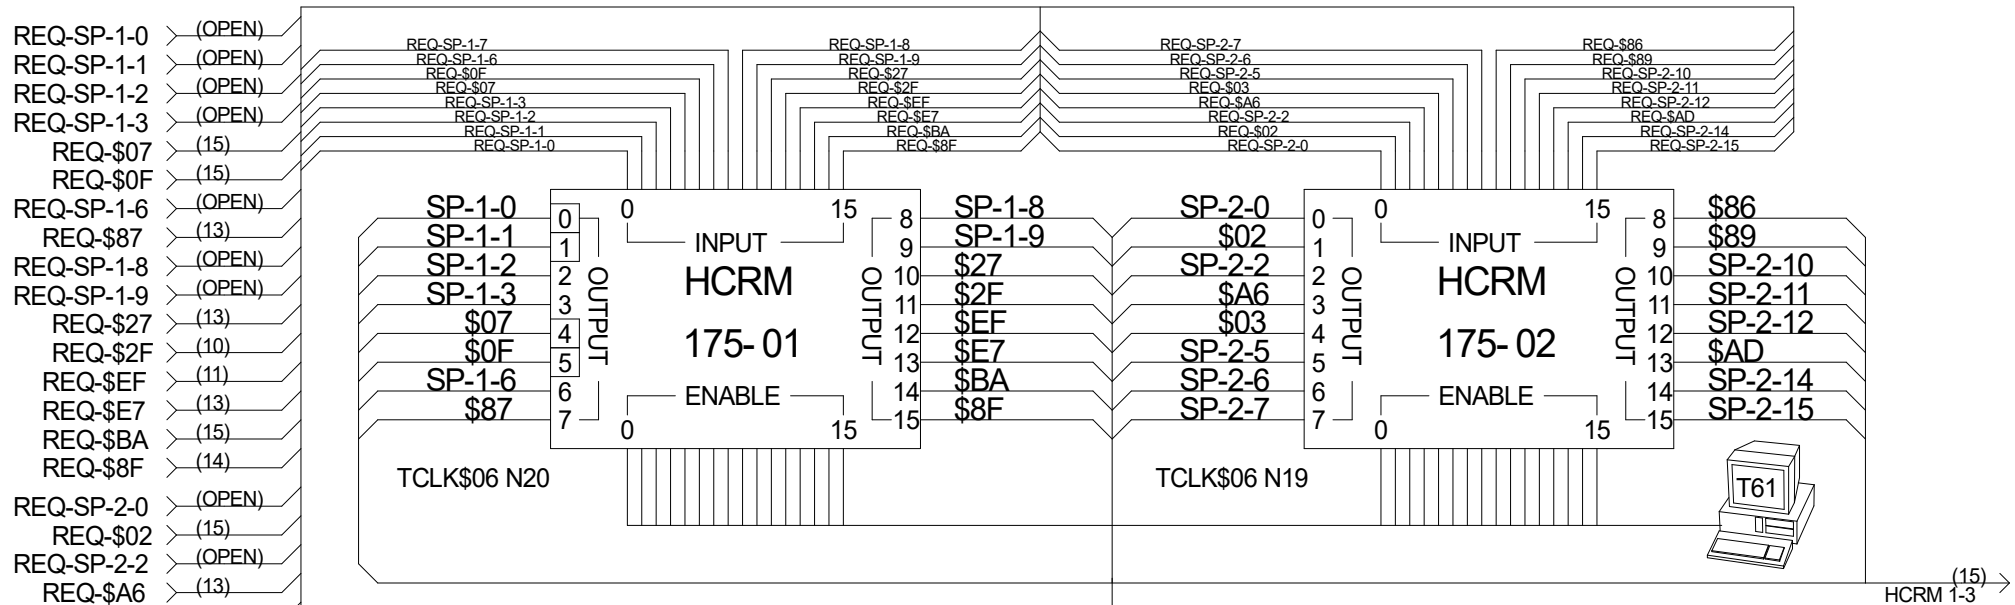 REQ-SP-1-0 (OPEN)
REQ-SP-1-1 (OPEN)
REQ-SP-1-2 (OPEN)
REQ-SP-1-3 (OPEN)
REQ-$07 (15)
REQ-$0F (15)
REQ-SP-1-6 (OPEN)
REQ-$87 (13)
REQ-SP-1-8 (OPEN)
REQ-SP-1-9 (OPEN)
REQ-$27 (13)
REQ-$2F (10)
REQ-$EF (11)
REQ-$E7 (13)
REQ-$BA (15)
REQ-$8F (14)
REQ-SP-2-0 (OPEN)
REQ-$02 (15)
REQ-SP-2-2 (OPEN)
REQ-$A6 (13)
REQ-SP-1-7
REQ-SP-1-6
REQ-$0F
REQ-$07
REQ-SP-1-3
REQ-SP-1-2
REQ-SP-1-1
REQ-SP-1-0
REQ-SP-1-8
REQ-SP-1-9
REQ-$27
REQ-$2F
REQ-$EF
REQ-$E7
REQ-$BA
REQ-$8F
SP-1-0
SP-1-1
SP-1-2
SP-1-3
$07
$0F
SP-1-6
$87
0
1
2
3
4
5
6
7
OUTPUT
0 15
INPUT
HCRM
175-01
ENABLE
0 15
OUTPUT
8
9
10
11
12
13
14
15
SP-1-8
SP-1-9
$27
$2F
$EF
$E7
$BA
$8F
TCLK$06 N20
REQ-SP-2-7
REQ-SP-2-6
REQ-SP-2-5
REQ-$03
REQ-$A6
REQ-SP-2-2
REQ-$02
REQ-SP-2-0
REQ-$86
REQ-$89
REQ-SP-2-10
REQ-SP-2-11
REQ-SP-2-12
REQ-$AD
REQ-SP-2-14
REQ-SP-2-15
SP-2-0
$02
SP-2-2
$A6
$03
SP-2-5
SP-2-6
SP-2-7
0
1
2
3
4
5
6
7
OUTPUT
0 15
INPUT
HCRM
175-02
ENABLE
0 15
OUTPUT
8
9
10
11
12
13
14
15
$86
$89
SP-2-10
SP-2-11
SP-2-12
$AD
SP-2-14
SP-2-15
TCLK$06 N19
T61
(15)
HCRM 1-3